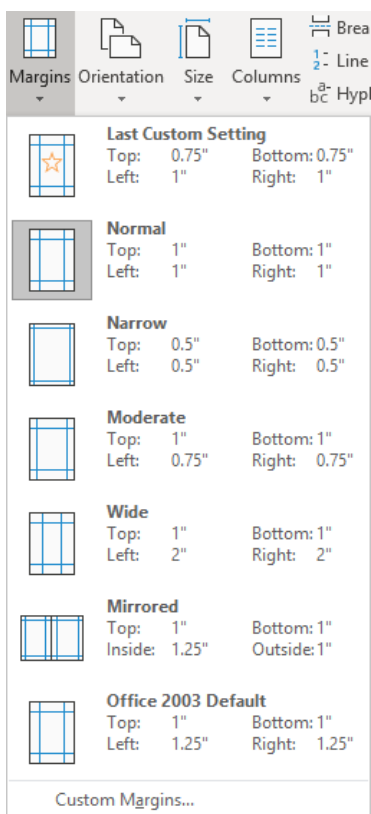 Margins Orientation Size Columns
Brea
1 2 Line
a- bc Hyph
Last Custom Setting
Top: 0.75" Bottom: 0.75"
Left: 1" Right: 1"
Normal
Top: 1" Bottom: 1"
Left: 1" Right: 1"
Narrow
Top: 0.5" Bottom: 0.5"
Left: 0.5" Right: 0.5"
Moderate
Top: 1" Bottom: 1"
Left: 0.75" Right: 0.75"
Wide
Top: 1" Bottom: 1"
Left: 2" Right: 2"
Mirrored
Top: 1" Bottom: 1"
Inside: 1.25" Outside: 1"
Office 2003 Default
Top: 1" Bottom: 1"
Left: 1.25" Right: 1.25"
Custom Margins...